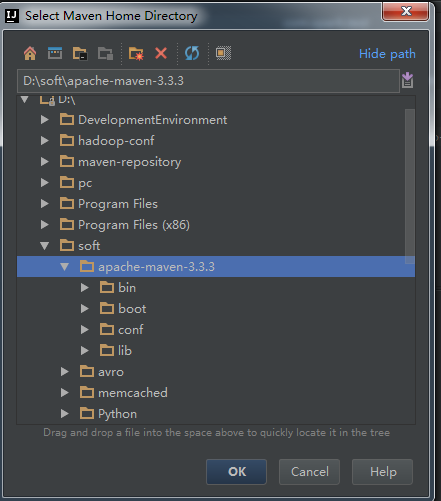 Select Maven Home Directory
Hide path
D:\soft\apache-maven-3.3.3
D:\
DevelopmentEnvironment
hadoop-conf
maven-repository
pc
Program Files
Program Files (x86)
soft
apache-maven-3.3.3
bin
boot
conf
lib
avro
memcached
Python
Drag and drop a file into the space above to quickly locate it in the tree
OK
Cancel
Help